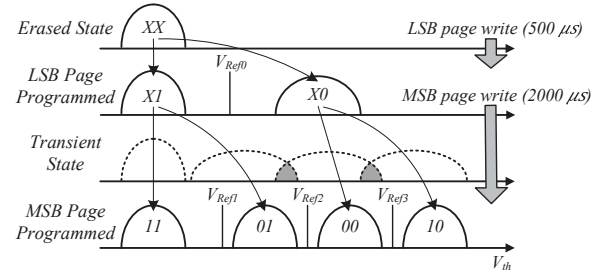 Erased State XX LSB page write (500 μs)
LSB Page Programmed X1 V_Ref0 X0 MSB page write (2000 μs)
Transient State
V_Ref1 V_Ref2 V_Ref3
MSB Page Programmed 11 01 00 10
V_th